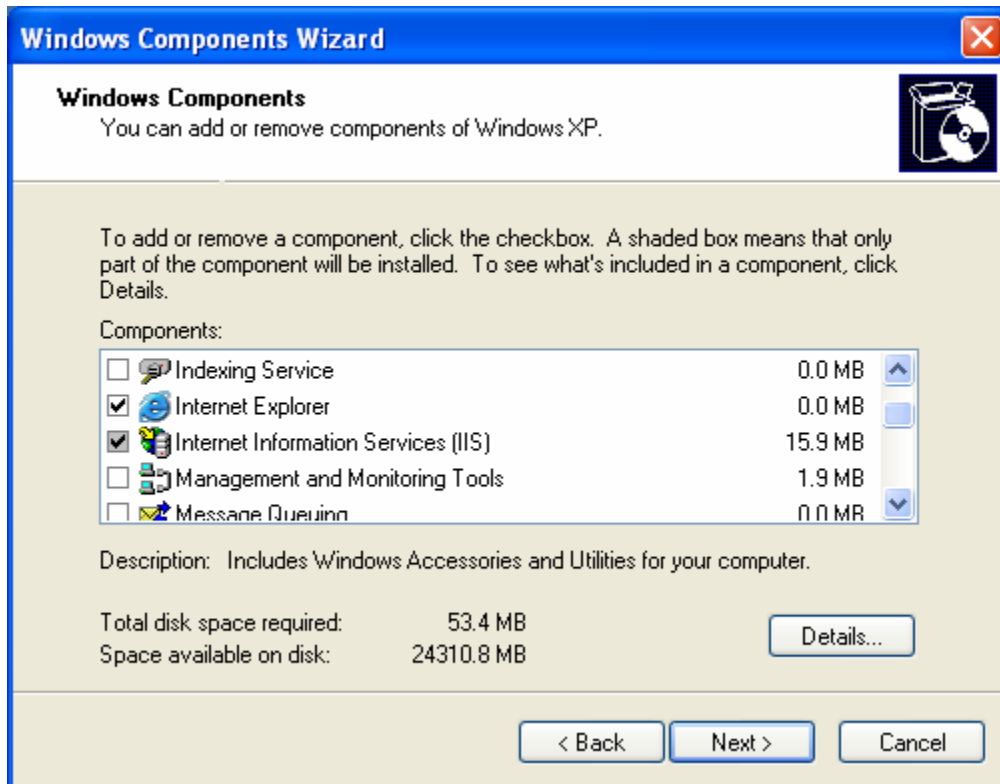 Windows Components Wizard
Windows Components
You can add or remove components of Windows XP.
To add or remove a component, click the checkbox. A shaded box means that only
part of the component will be installed. To see what's included in a component, click
Details.
Components:
Indexing Service 0.0 MB
Internet Explorer 0.0 MB
Internet Information Services (IIS) 15.9 MB
Management and Monitoring Tools 1.9 MB
Message Queuing 0.0 MB
Description: Includes Windows Accessories and Utilities for your computer.
Total disk space required: 53.4 MB
Space available on disk: 24310.8 MB
Details...
< Back Next > Cancel